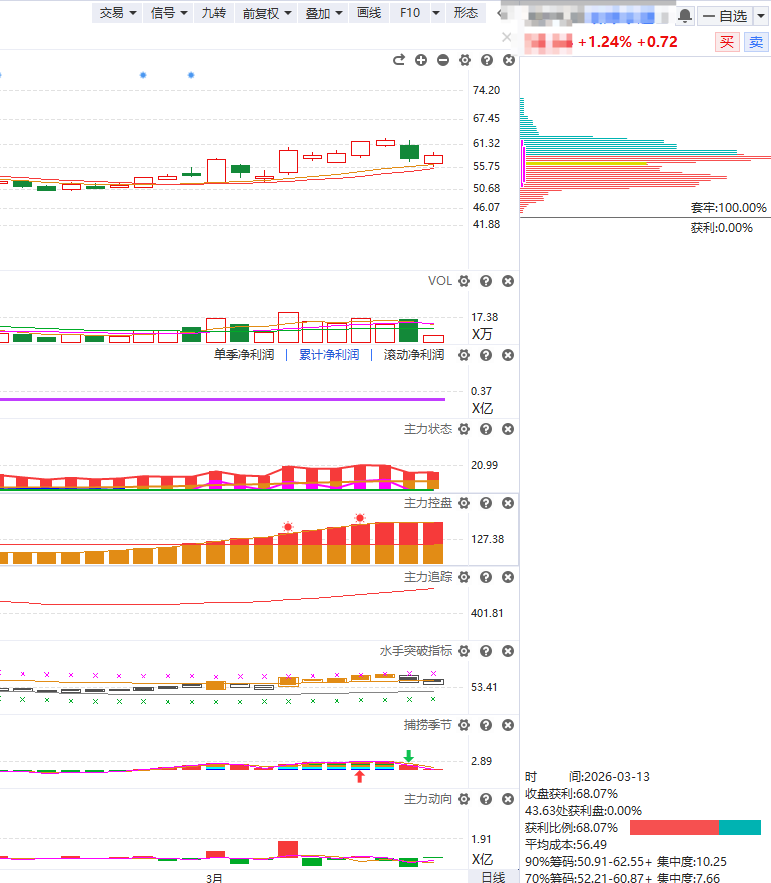 交易 信号 九转 前复权 叠加 画线 F10 形态
自选
+1.24% +0.72 买 卖
74.20
67.45
61.32
55.75
50.68
46.07
41.88
套牢:100.00%
获利:0.00%
VOL
17.38
X万
单季净利润 | 累计净利润 | 滚动净利润
0.37
X亿
主力状态
20.99
主力控盘
127.38
主力追踪
401.81
水手突破指标
53.41
捕捞季节
2.89
主力动向
1.91
X亿
3月
日线
时 间:2026-03-13
收盘获利:68.07%
43.63处获利盘:0.00%
获利比例:68.07%
平均成本:56.49
90%筹码:50.91-62.55+ 集中度:10.25
70%筹码:52.21-60.87+ 集中度:7.66